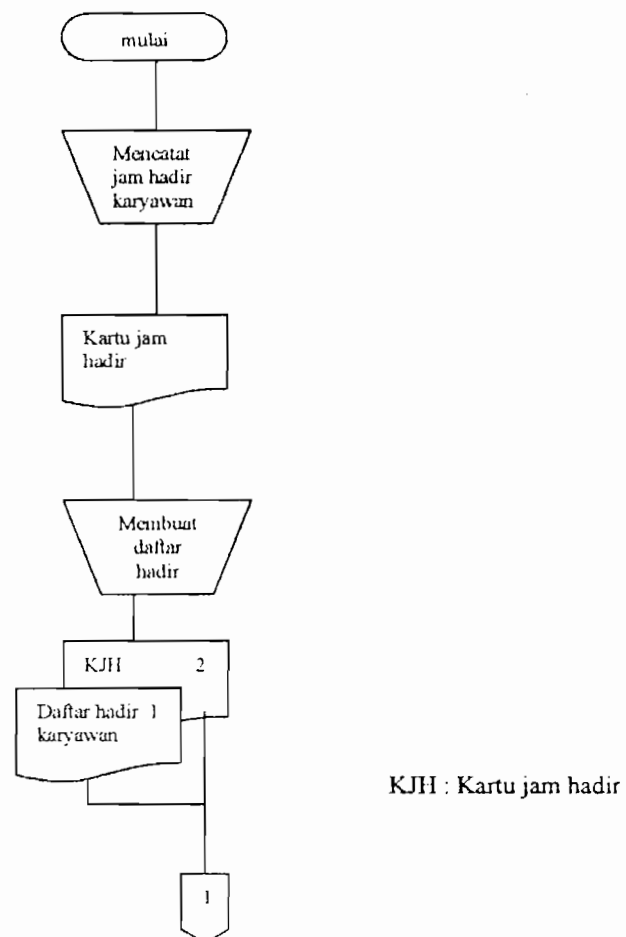 mulai
Mencatat
jam hadir
karyawan
Kartu jam
hadir
Membuat
daftar
hadir
KJH 2
Daftar hadir 1
karyawan
KJH : Kartu jam hadir
1